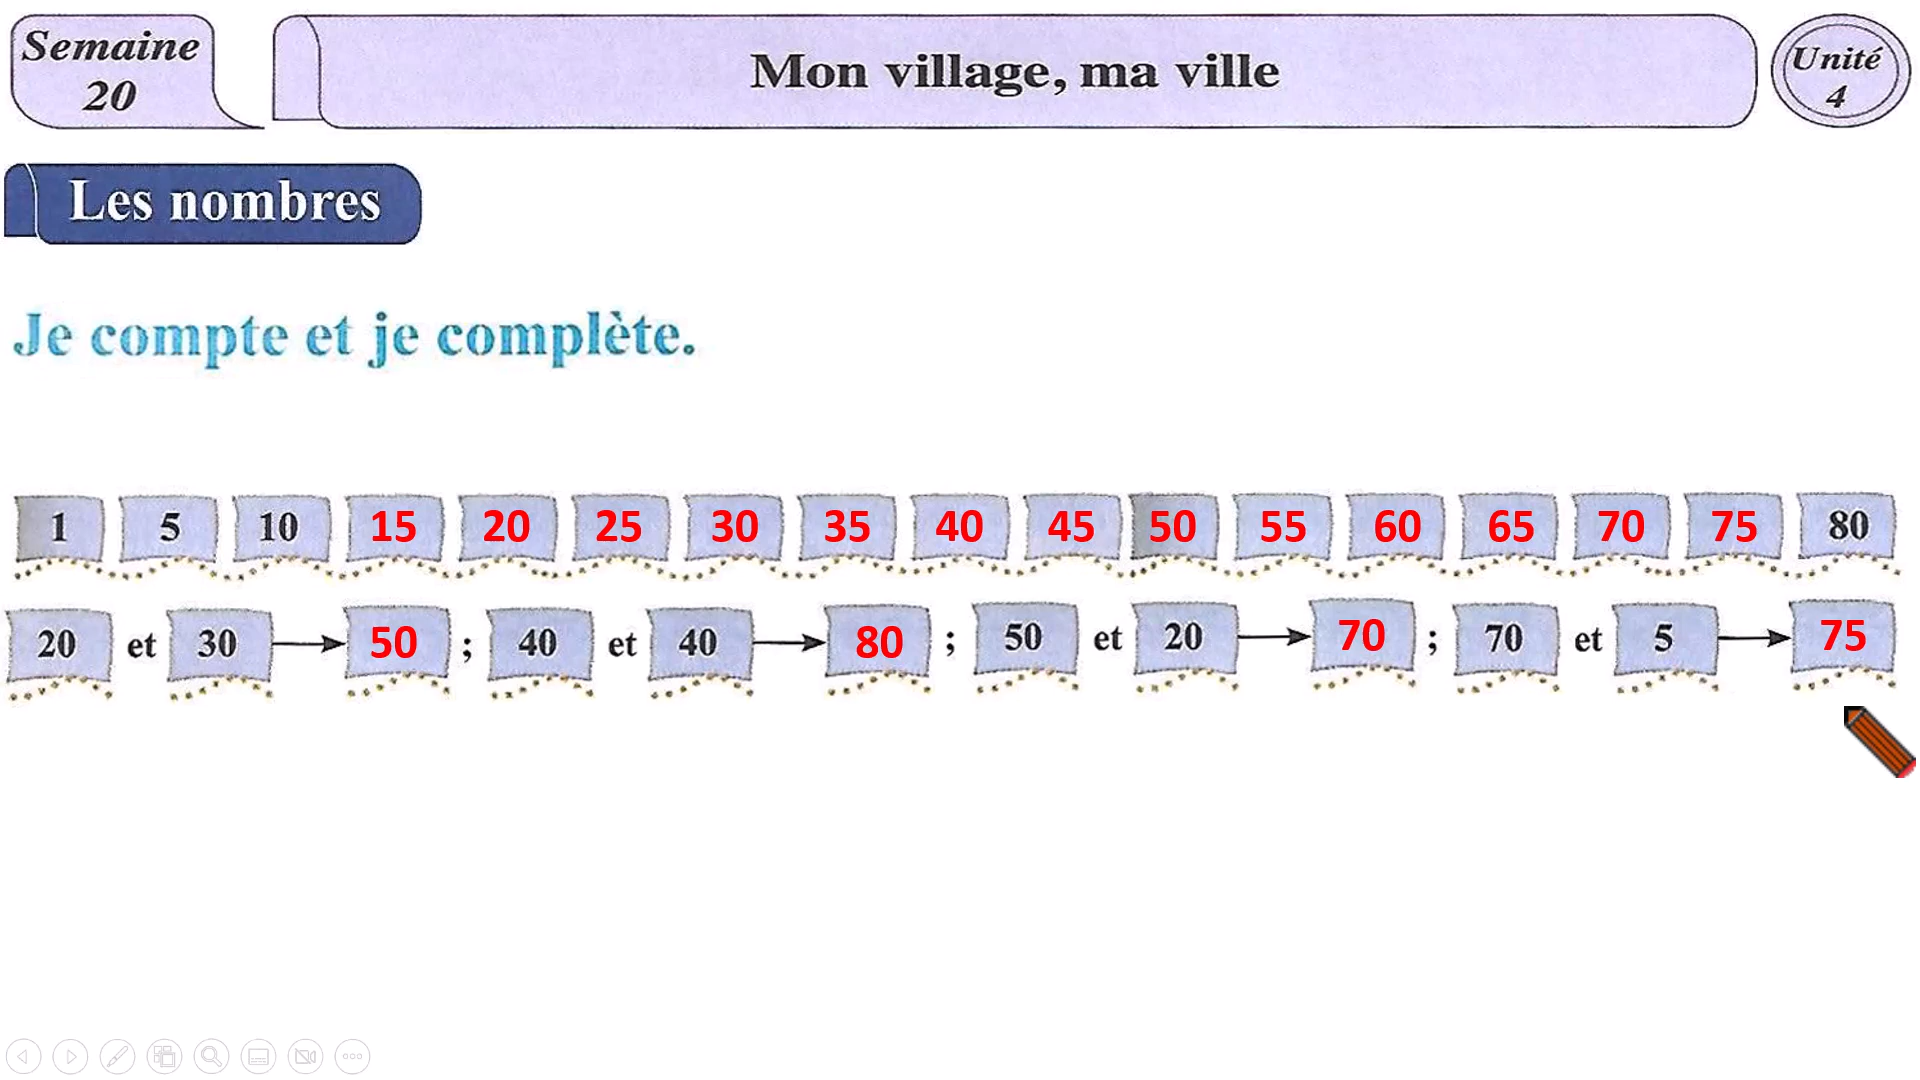 Semaine
20
Mon village, ma ville
Unité
4
Les nombres
Je compte et je complète.
1 5 10 15 20 25 30 35 40 45 50 55 60 65 70 75 80
20 et 30 → 50 ; 40 et 40 → 80 ; 50 et 20 → 70 ; 70 et 5 → 75